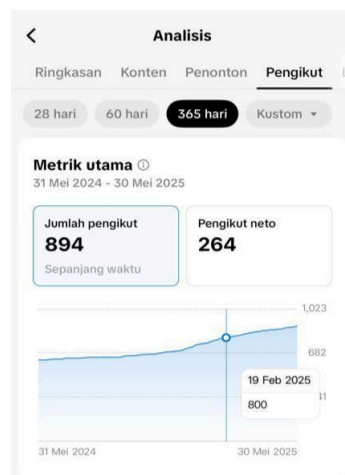 Analisis
Ringkasan Konten Penonton Pengikut
28 hari 60 hari 365 hari Kustom
Metrik utama
31 Mei 2024 - 30 Mei 2025
Jumlah pengikut Pengikut neto
894 264
Sepanjang waktu
1,023
682
19 Feb 2025
800
31 Mei 2024 30 Mei 2025